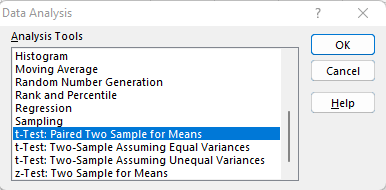 Data Analysis ? ×
Analysis Tools OK
Histogram
Moving Average Cancel
Random Number Generation
Rank and Percentile Help
Regression
Sampling
t-Test: Paired Two Sample for Means
t-Test: Two-Sample Assuming Equal Variances
t-Test: Two-Sample Assuming Unequal Variances
z-Test: Two Sample for Means